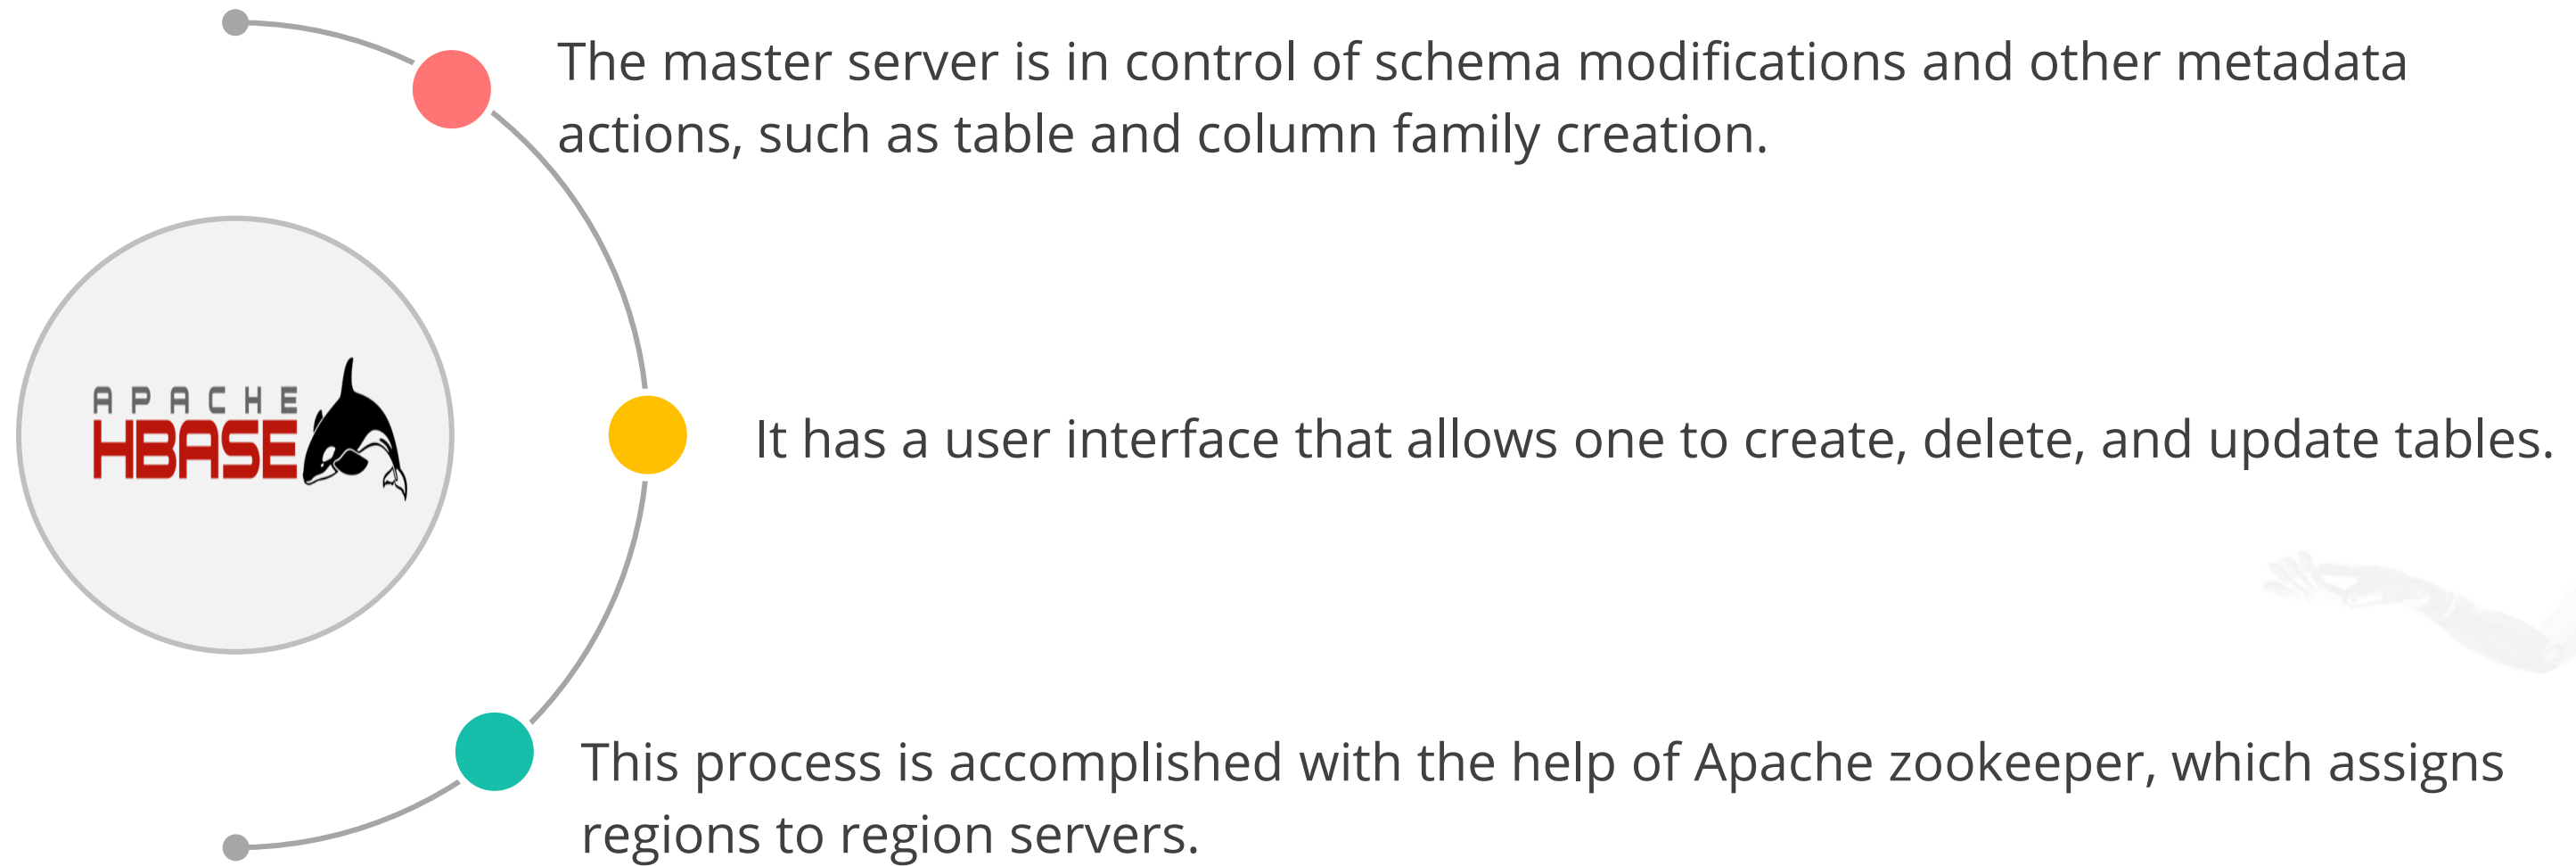 The master server is in control of schema modifications and other metadata
actions, such as table and column family creation.
APACHE
HBASE
It has a user interface that allows one to create, delete, and update tables.
This process is accomplished with the help of Apache zookeeper, which assigns
regions to region servers.